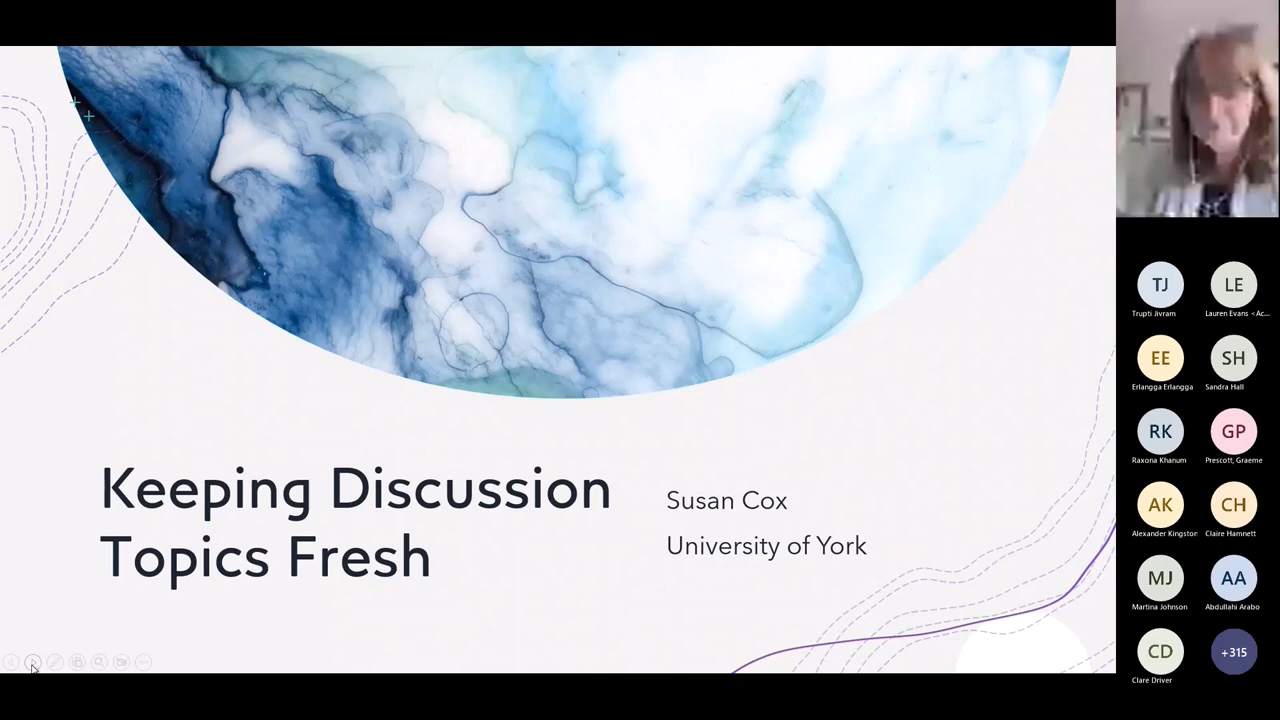 Keeping Discussion
Topics Fresh
Susan Cox
University of York
TJ
Trupti Jivram
LE
Lauren Evans <Ac...
EE
Erlangga Erlangga
SH
Sandra Hall
RK
Raxona Khanum
GP
Prescott, Graeme
AK
Alexander Kingston
CH
Claire Hamnett
MJ
Martina Johnson
AA
Abdullahi Arabo
CD
Clare Driver
+315